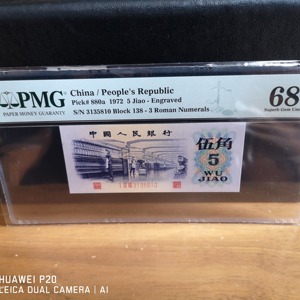 PMG
PAPER MONEY GUARANTY
China / People's Republic
Pick# 880a 1972 5 Jiao - Engraved
S/N 3135810 Block 138 - 3 Roman Numerals
68
Superb Gem Unc
中国人民银行
3135810
伍角
5
WU
JIAO
HUAWEI P20
LEICA DUAL CAMERA | AI